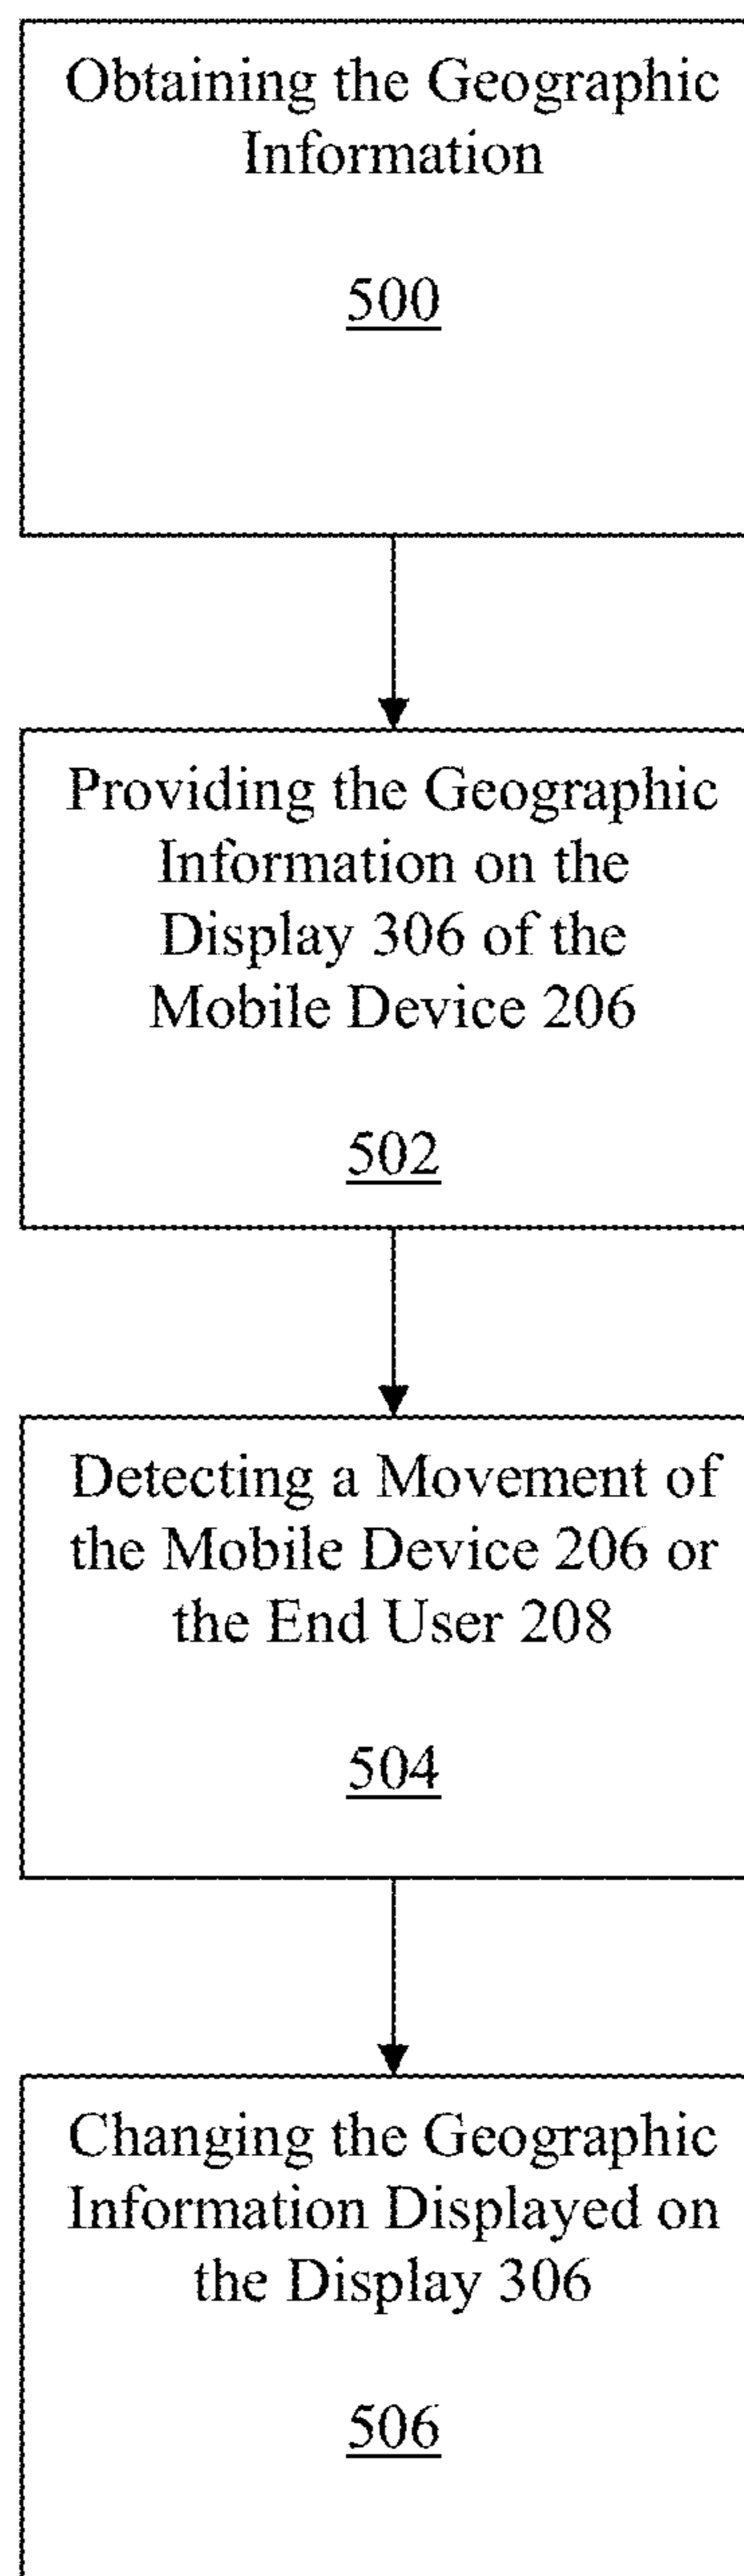 Obtaining the Geographic
Information
500
Providing the Geographic
Information on the
Display 306 of the
Mobile Device 206
502
Detecting a Movement of
the Mobile Device 206 or
the End User 208
504
Changing the Geographic
Information Displayed on
the Display 306
506